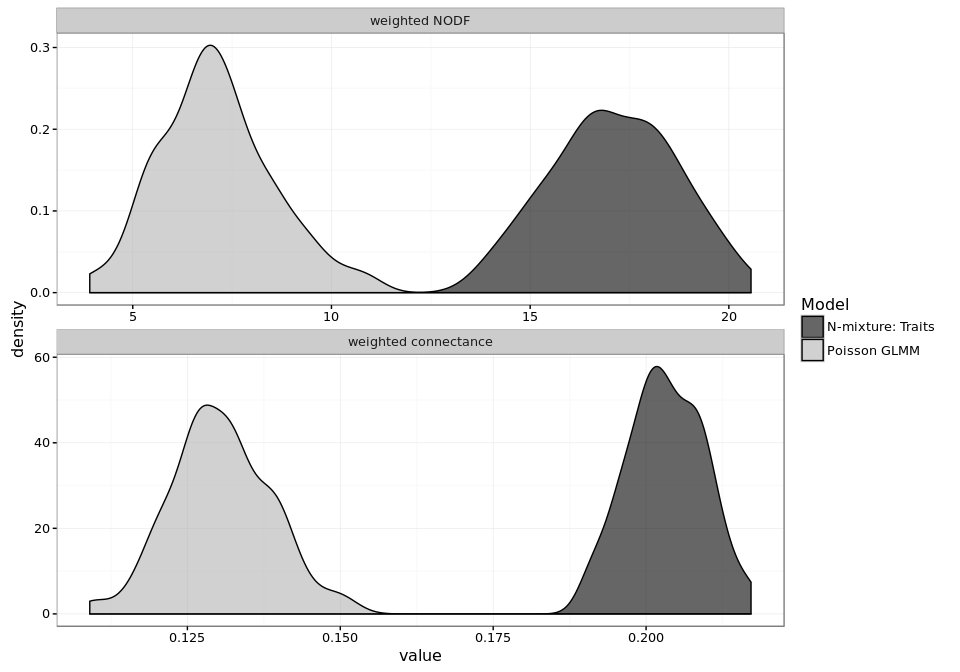 weighted NODF
0.3
0.2
0.1
0.0
5 10 15 20
density
weighted connectance
60
40
20
0
0.125 0.150 0.175 0.200
value
Model
N-mixture: Traits
Poisson GLMM